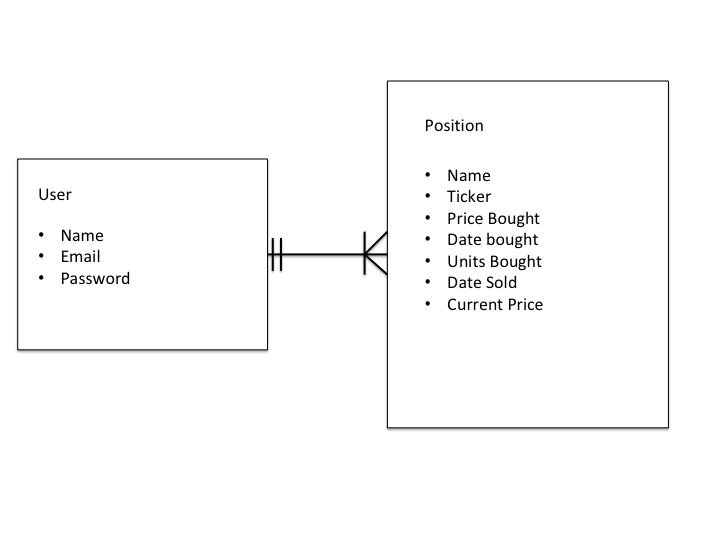 User
• Name
• Email
• Password
Position
• Name
• Ticker
• Price Bought
• Date bought
• Units Bought
• Date Sold
• Current Price